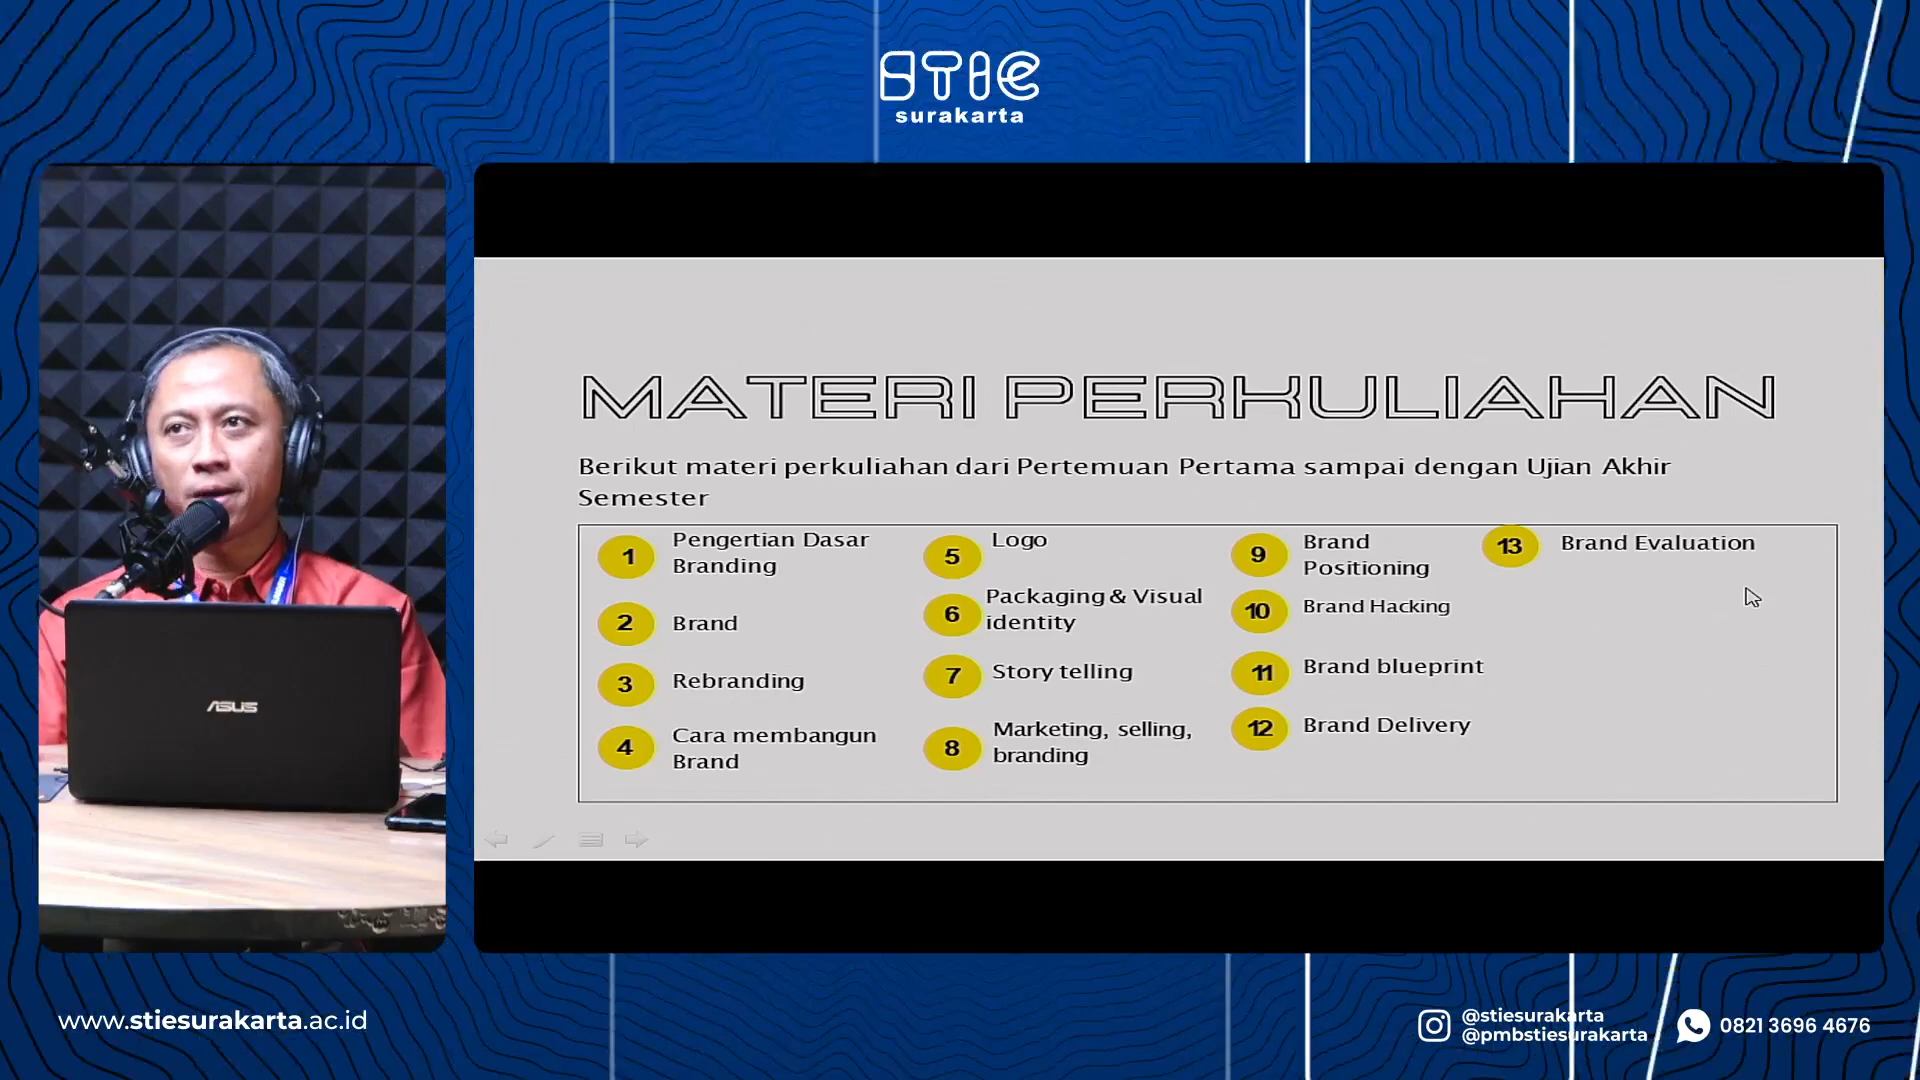 STIE
surakarta
MATERI PERKULIAHAN
Berikut materi perkuliahan dari Pertemuan Pertama sampai dengan Ujian Akhir
Semester
1 Pengertian Dasar
Branding
2 Brand
3 Rebranding
4 Cara membangun
Brand
5 Logo
6 Packaging & Visual
identity
7 Story telling
8 Marketing, selling,
branding
9 Brand
Positioning
10 Brand Hacking
11 Brand blueprint
12 Brand Delivery
13 Brand Evaluation
ASUS
www.stiesurakarta.ac.id
@stiesurakarta
@pmbstiesurakarta
0821 3696 4676